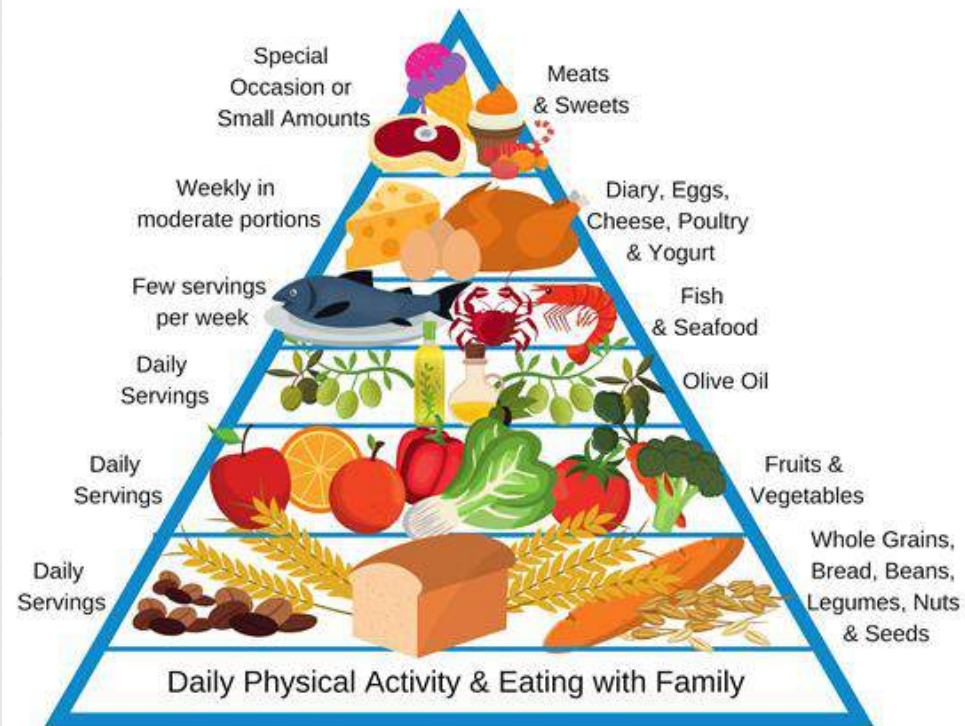 Special
Occasion or
Small Amounts
Meats
& Sweets
Weekly in
moderate portions
Diary, Eggs,
Cheese, Poultry
& Yogurt
Few servings
per week
Fish
& Seafood
Daily
Servings
Olive Oil
Daily
Servings
Fruits &
Vegetables
Daily
Servings
Whole Grains,
Bread, Beans,
Legumes, Nuts
& Seeds
Daily Physical Activity & Eating with Family